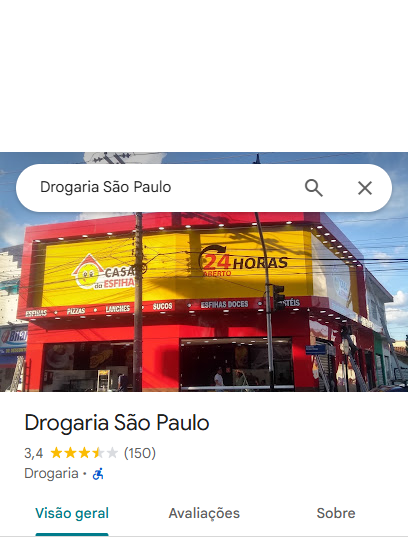 Drogaria São Paulo
CASA
da ESFIHA
24 HORAS
ABERTO
ESFIHAS • PIZZAS • LANCHES • SUCOS • ESFIHAS DOCES
Drogaria São Paulo
3,4 (150)
Drogaria •
Visão geral Avaliações Sobre